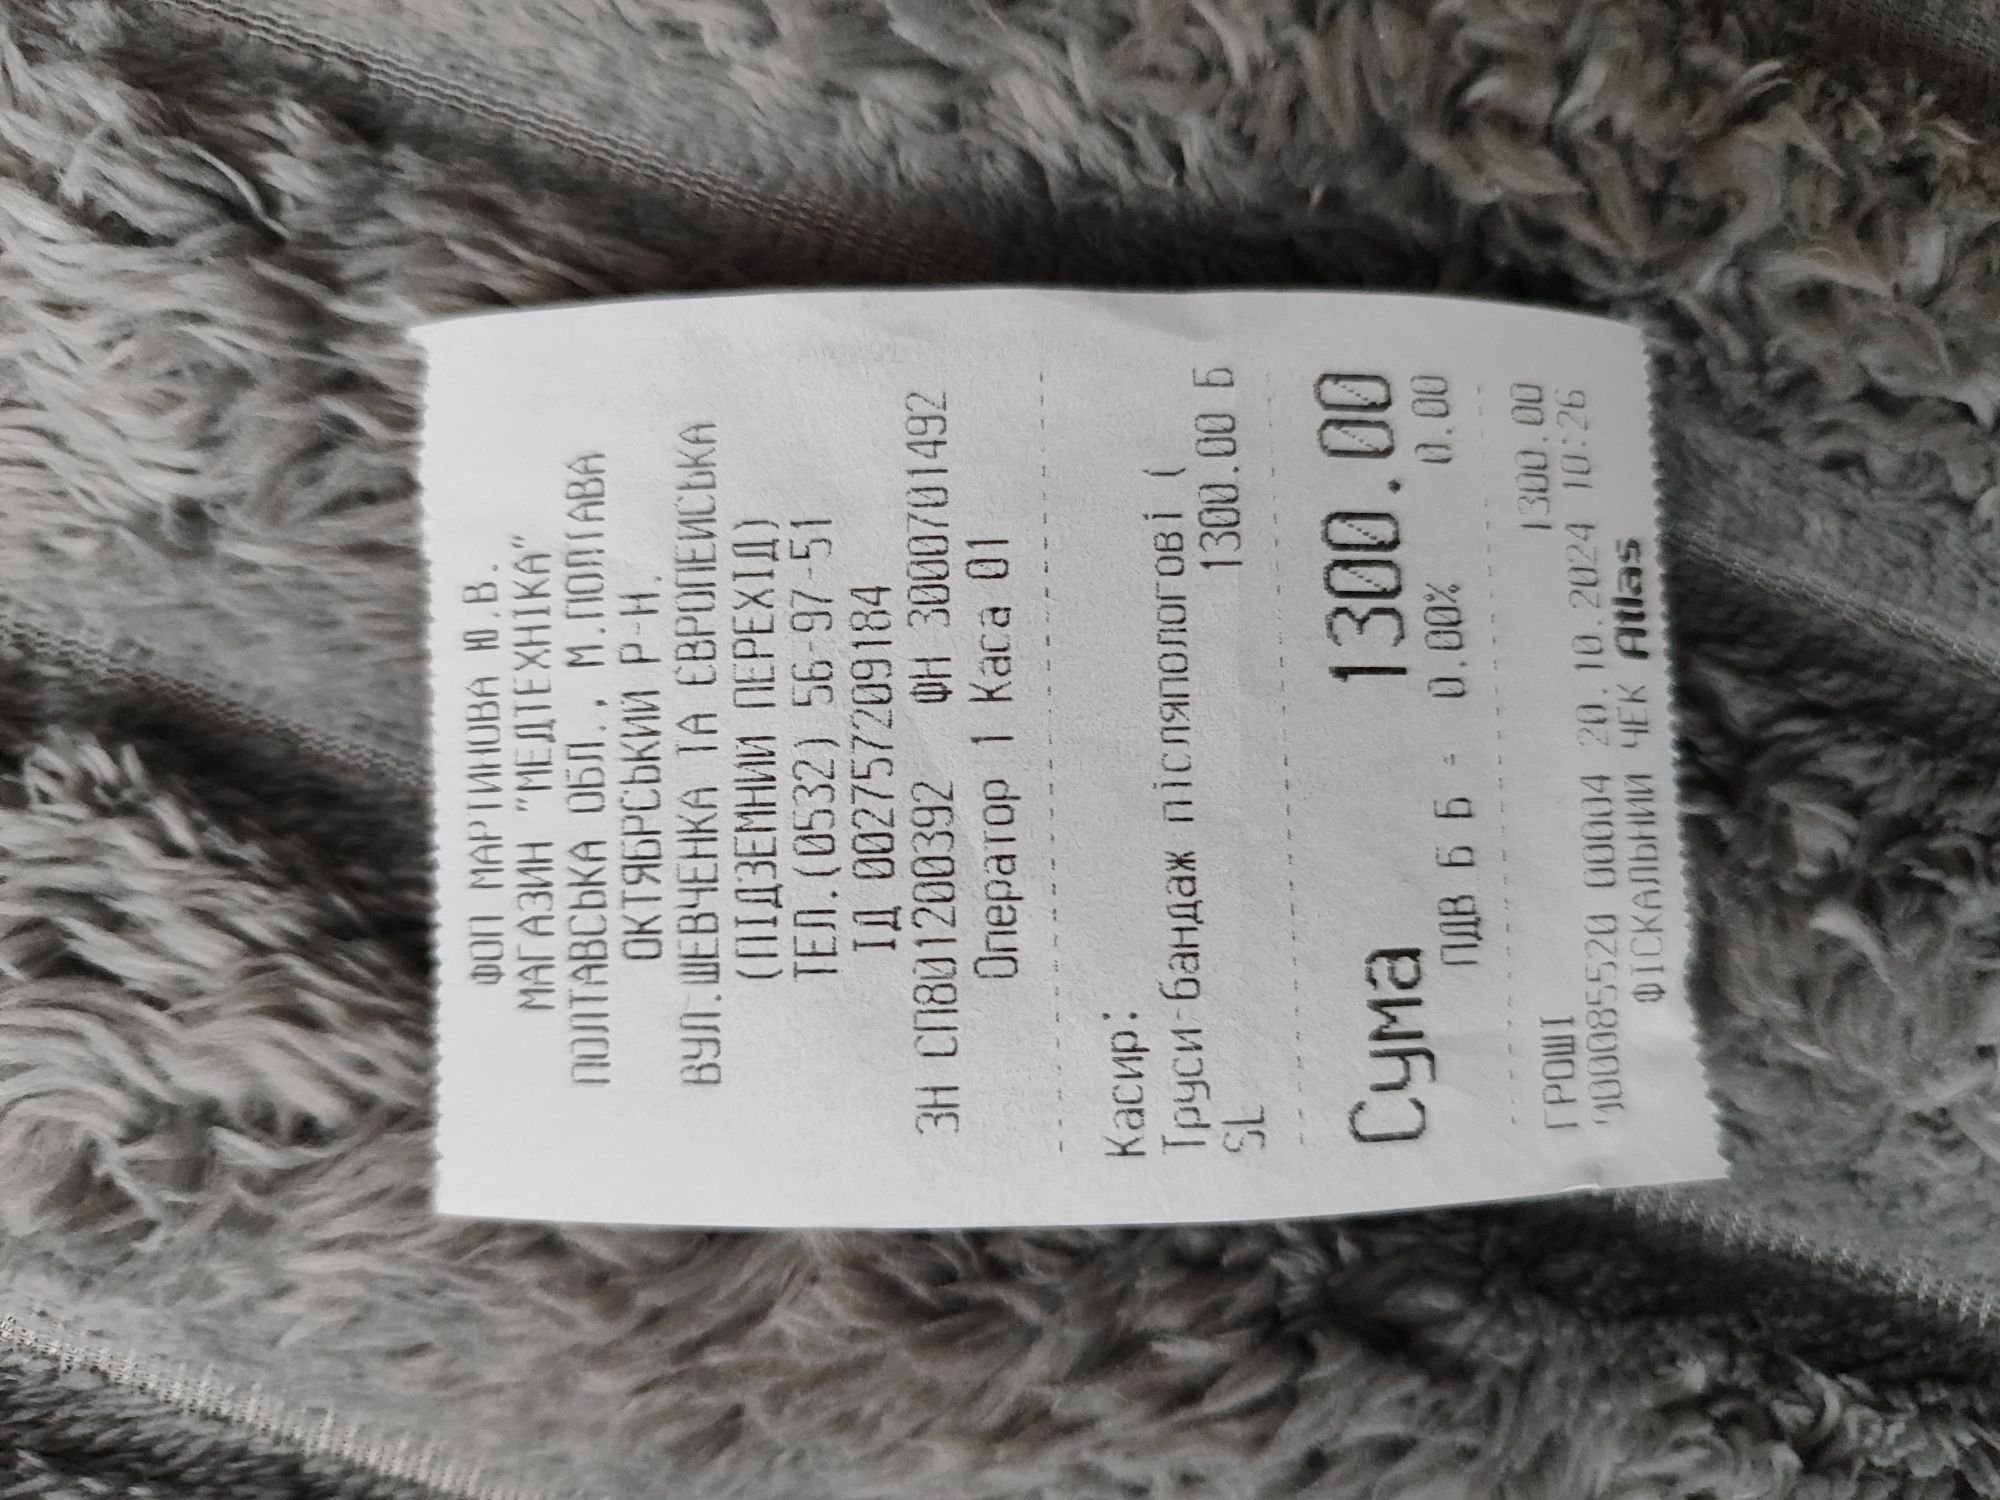 ФОП МАРТИНОВА Ю.В.
МАГАЗИН "МЕДТЕХНІКА"
ПОЛТАВСЬКА ОБЛ., М.ПОЛТАВА
ОКТЯБРСЬКИЙ Р-Н.
ВУЛ.ШЕВЧЕНКА ТА ЄВРОПЕЙСЬКА
(ПІДЗЕМНИЙ ПЕРЕХІД)
ТЕЛ.(0532) 56-97-51
ІД 002757209184
ЗН СП801200392 ФН 3000701492
Оператор 1 Каса 01
Касир:
Труси-бандаж післяпологові (
SL 1300.00 Б
Сума 1300.00
ПДВ Б Б - 0.00% 0.00
ГРОШІ 1300.00
000085520 00004 20.10.2024 10:26
ФІСКАЛЬНИЙ ЧЕК Atlas